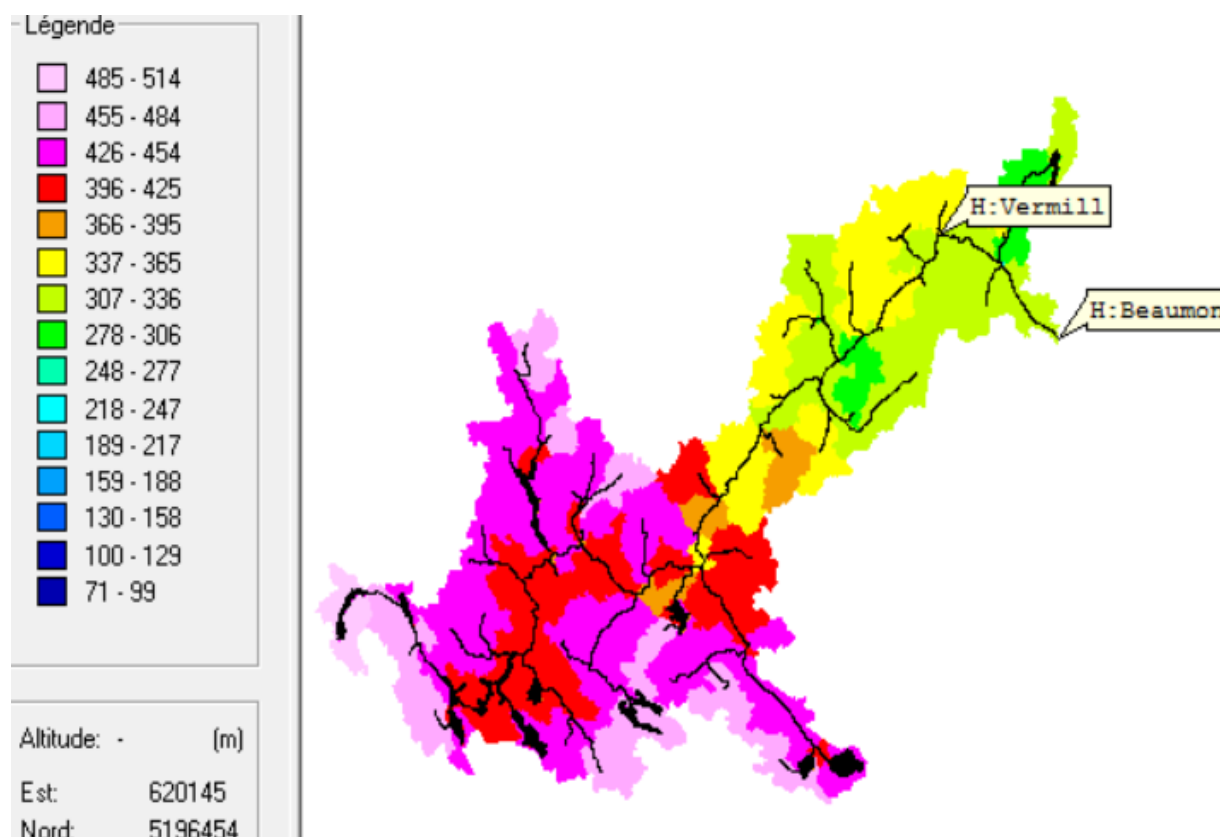 Légende
485 - 514
455 - 484
426 - 454
396 - 425
366 - 395
337 - 365
307 - 336
278 - 306
248 - 277
218 - 247
189 - 217
159 - 188
130 - 158
100 - 129
71 - 99
Altitude: - (m)
Est: 620145
Nord: 5196454
H:Vermill
H:Beaumon